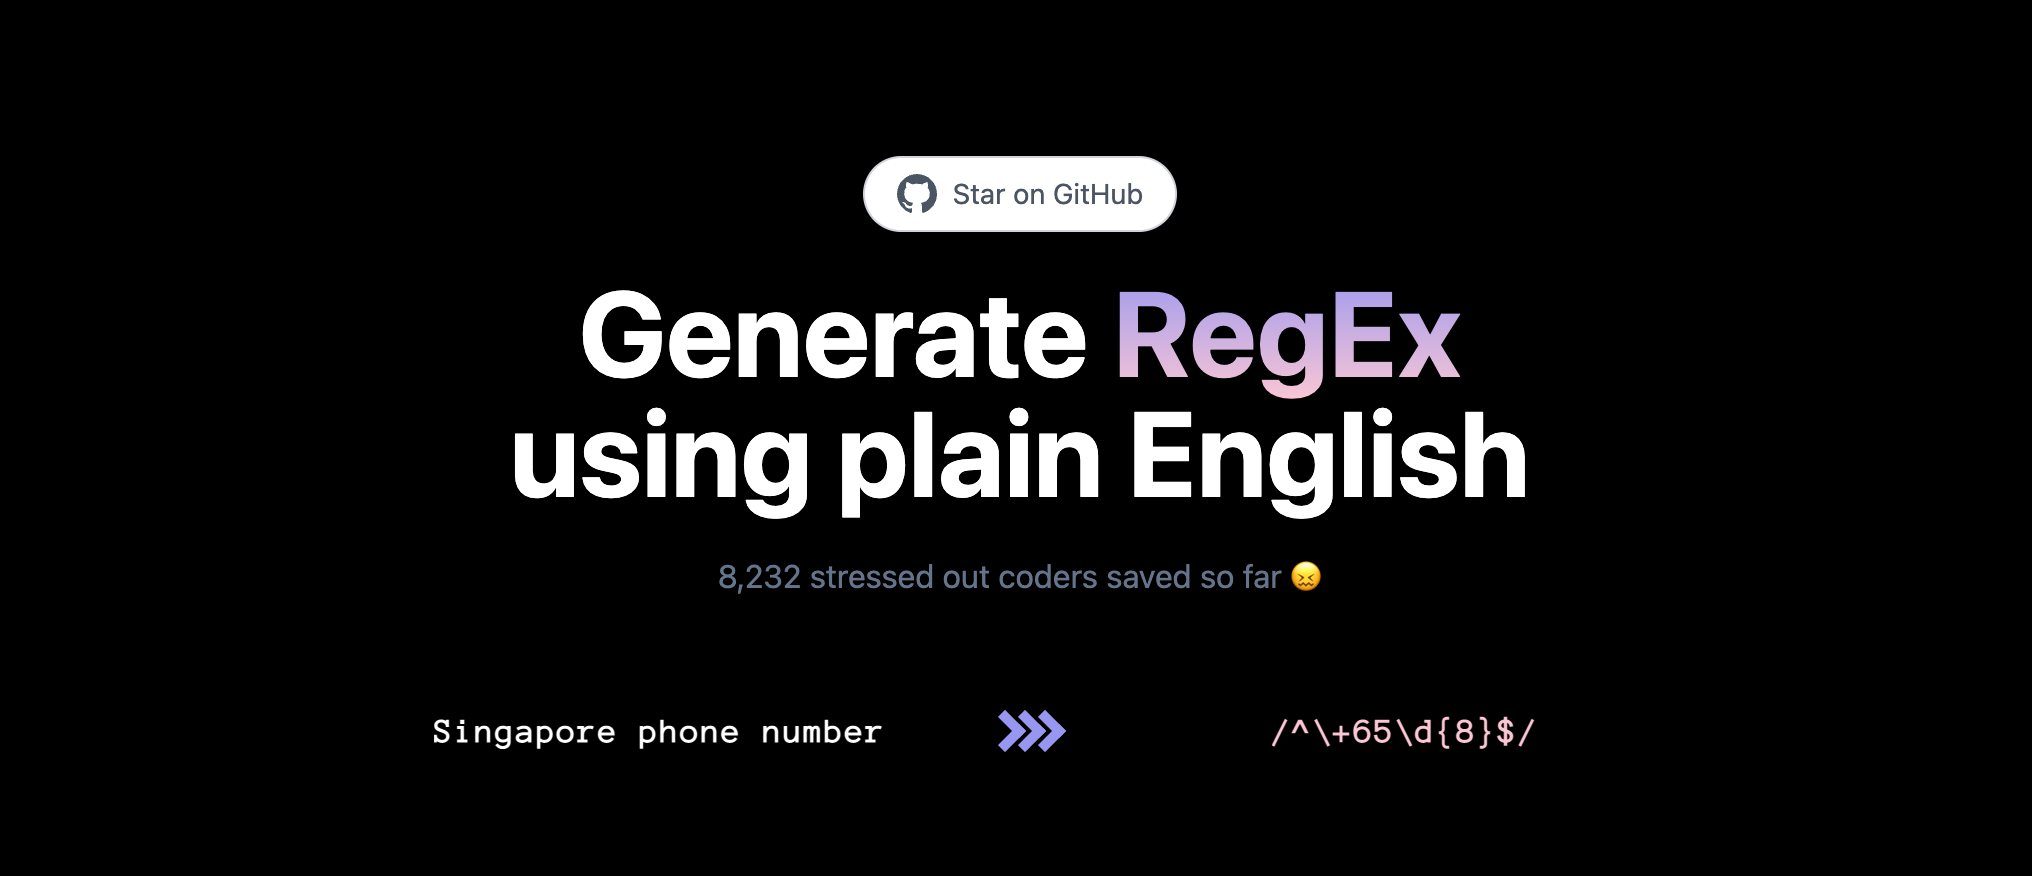 Star on GitHub
Generate RegEx
using plain English
8,232 stressed out coders saved so far 😖
Singapore phone number
/^\+65\d{8}$/